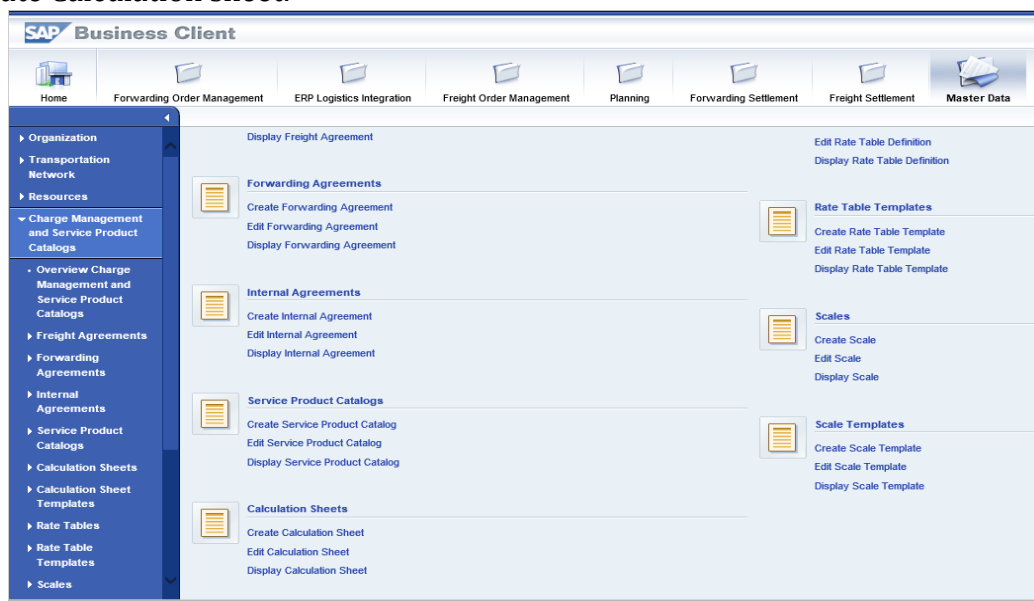 SAP Business Client
Home
Forwarding Order Management
ERP Logistics Integration
Freight Order Management
Planning
Forwarding Settlement
Freight Settlement
Master Data
Organization
Transportation
Network
Resources
Charge Management
and Service Product
Catalogs
Overview Charge
Management and
Service Product
Catalogs
Freight Agreements
Forwarding
Agreements
Internal
Agreements
Service Product
Catalogs
Calculation Sheets
Calculation Sheet
Templates
Rate Tables
Rate Table
Templates
Scales
Display Freight Agreement
Forwarding Agreements
Create Forwarding Agreement
Edit Forwarding Agreement
Display Forwarding Agreement
Internal Agreements
Create Internal Agreement
Edit Internal Agreement
Display Internal Agreement
Service Product Catalogs
Create Service Product Catalog
Edit Service Product Catalog
Display Service Product Catalog
Calculation Sheets
Create Calculation Sheet
Edit Calculation Sheet
Display Calculation Sheet
Edit Rate Table Definition
Display Rate Table Definition
Rate Table Templates
Create Rate Table Template
Edit Rate Table Template
Display Rate Table Template
Scales
Create Scale
Edit Scale
Display Scale
Scale Templates
Create Scale Template
Edit Scale Template
Display Scale Template